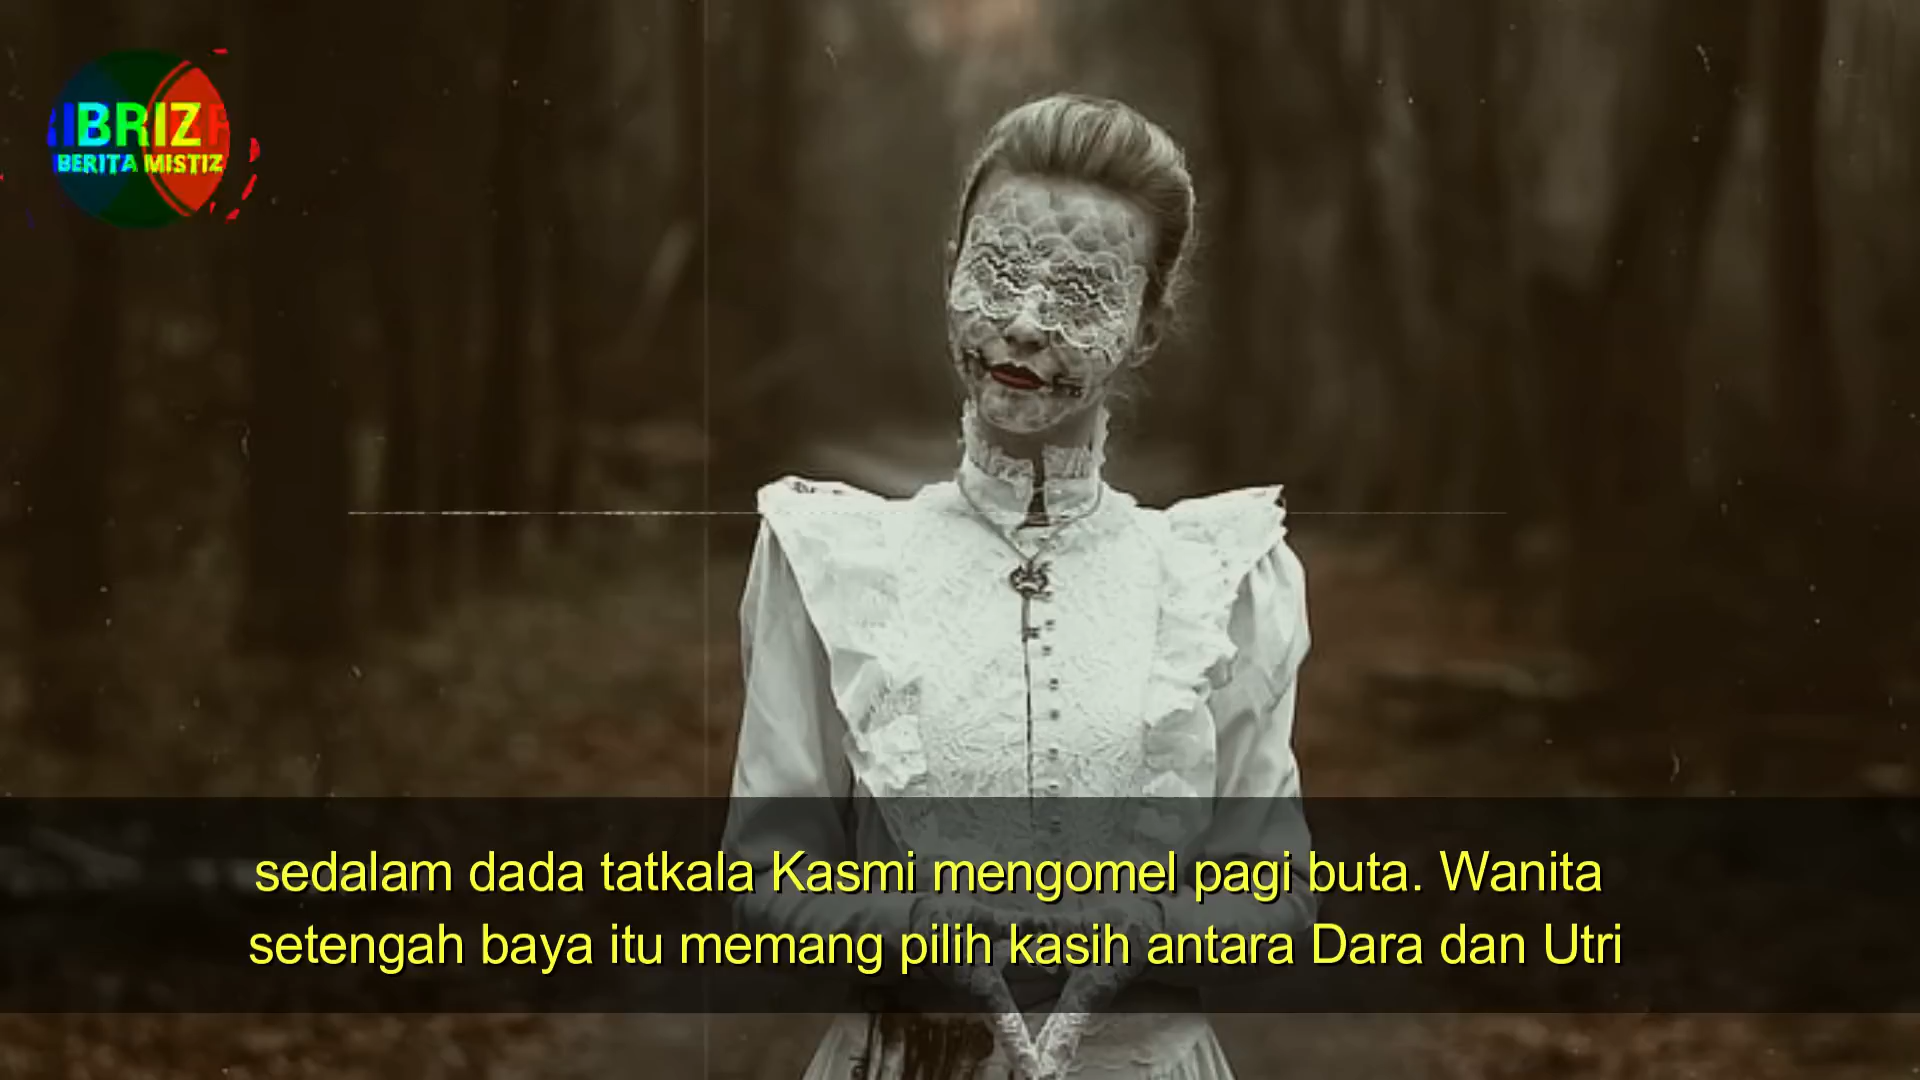 IBRIZ
BERITA MISTIZ
sedalam dada tatkala Kasmi mengomel pagi buta. Wanita
setengah baya itu memang pilih kasih antara Dara dan Utri